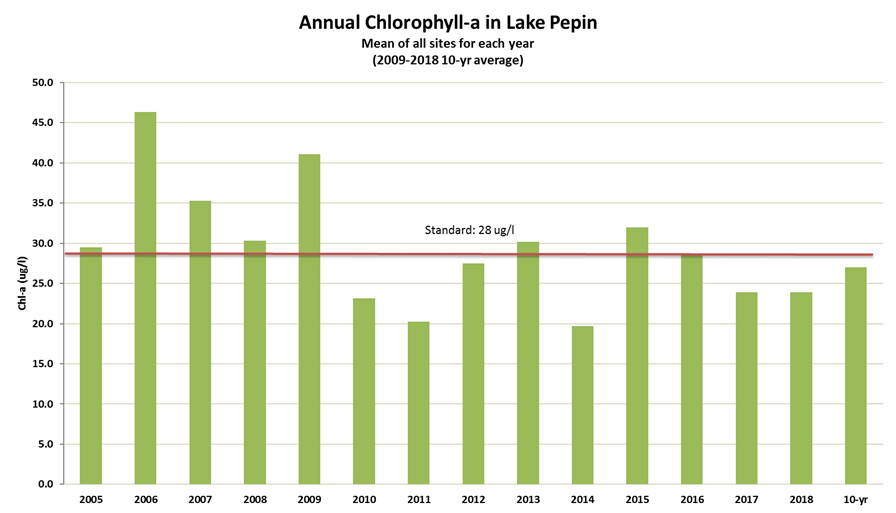 Annual Chlorophyll-a in Lake Pepin
Mean of all sites for each year
(2009-2018 10-yr average)
50.0
45.0
40.0
35.0
30.0
25.0
20.0
15.0
10.0
5.0
0.0
Chl-a (ug/l)
Standard: 28 ug/l
2005 2006 2007 2008 2009 2010 2011 2012 2013 2014 2015 2016 2017 2018 10-yr